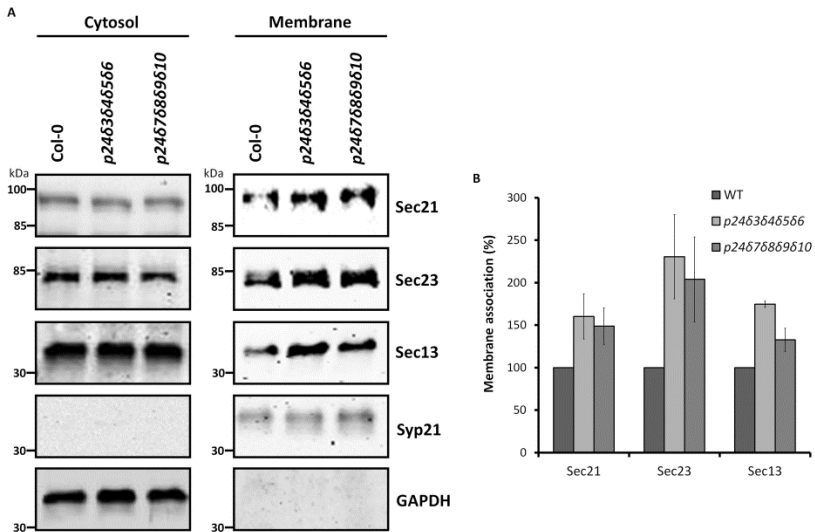 A
Cytosol
Membrane
Col-0
p24δ3δ4δ5δ6
p24δ7δ8δ9δ10
Col-0
p24δ3δ4δ5δ6
p24δ7δ8δ9δ10
kDa
100
85
kDa
100
85
Sec21
85
85
Sec23
30
30
Sec13
30
30
Syp21
30
30
GAPDH
B
Membrane association (%)
300
250
200
150
100
50
0
WT
p24δ3δ4δ5δ6
p24δ7δ8δ9δ10
Sec21 Sec23 Sec13